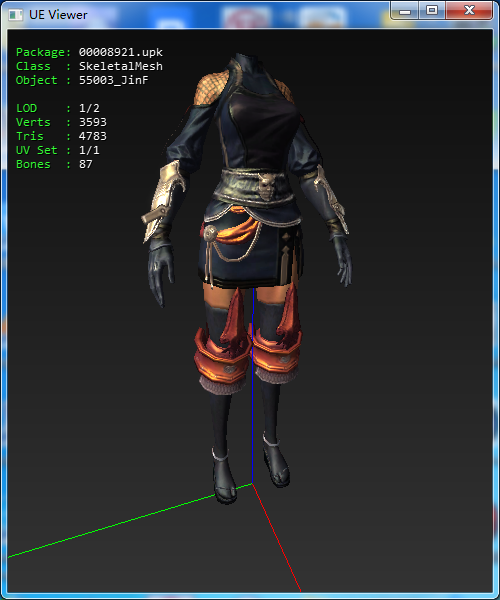 UE Viewer
Package: 00008921.upk
Class : SkeletalMesh
Object : 55003_JinF
LOD : 1/2
Verts : 3593
Tris : 4783
UV Set : 1/1
Bones : 87